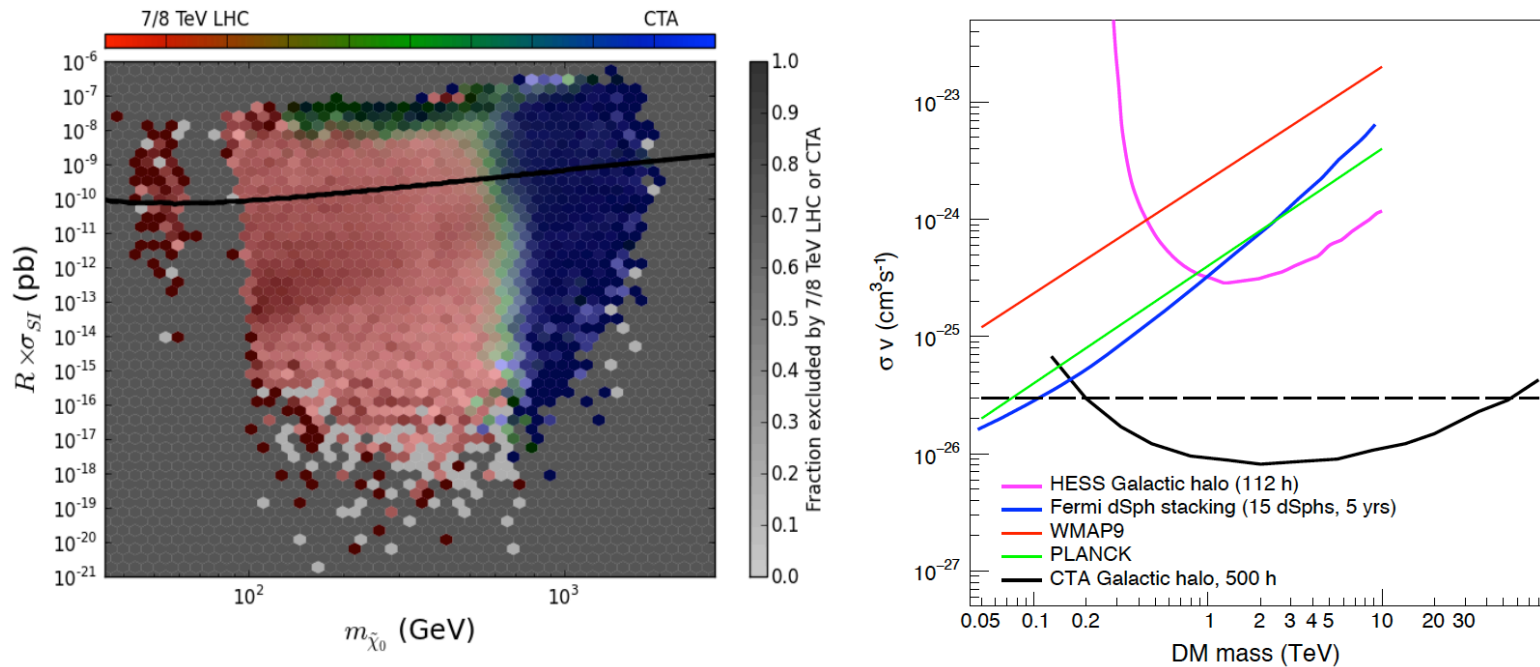 7/8 TeV LHC CTA
10^-6
10^-7
10^-8
10^-9
10^-10
10^-11
10^-12
10^-13
10^-14
10^-15
10^-16
10^-17
10^-18
10^-19
10^-20
10^-21
R × σ_SI (pb)
10^2 10^3
m_χ̃0 (GeV)
1.0
0.9
0.8
0.7
0.6
0.5
0.4
0.3
0.2
0.1
0.0
Fraction excluded by 7/8 TeV LHC or CTA
σ v (cm³s⁻¹)
10^-23
10^-24
10^-25
10^-26
10^-27
HESS Galactic halo (112 h)
Fermi dSph stacking (15 dSphs, 5 yrs)
WMAP9
PLANCK
CTA Galactic halo, 500 h
0.05 0.1 0.2 1 2 3 4 5 10 20 30
DM mass (TeV)